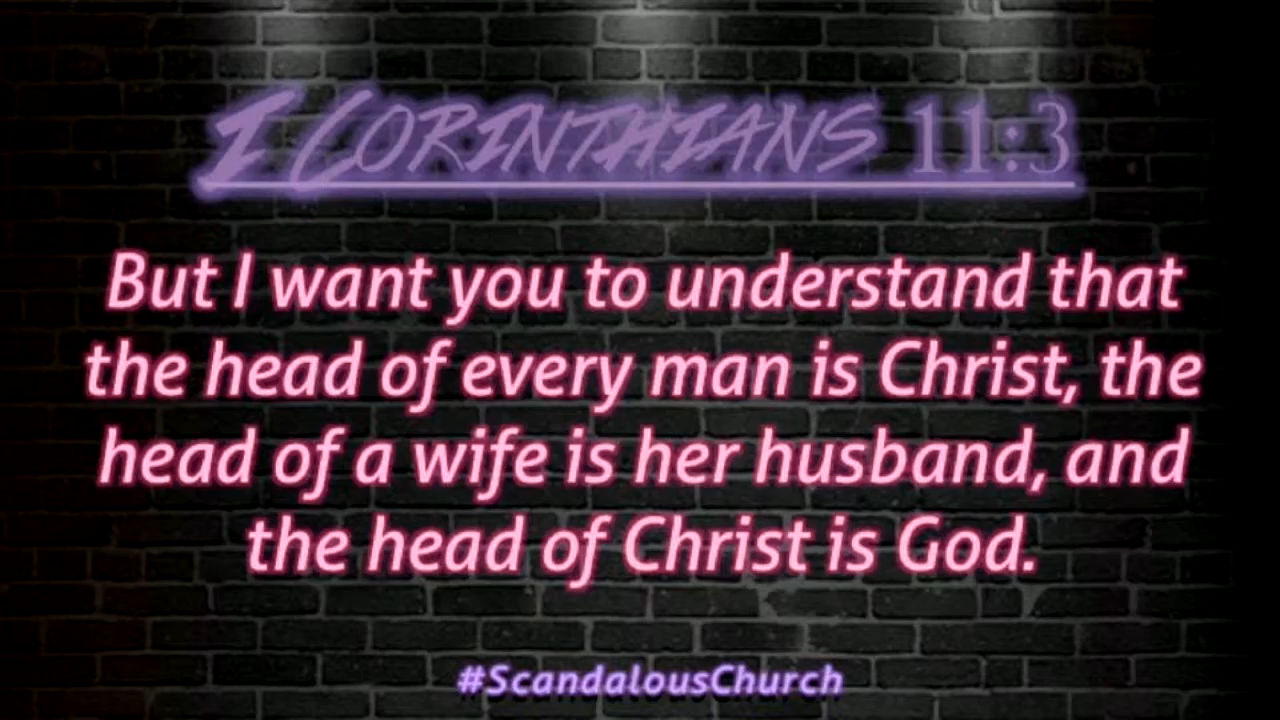 I CORINTHIANS 11:3
But I want you to understand that
the head of every man is Christ, the
head of a wife is her husband, and
the head of Christ is God.
#ScandalousChurch